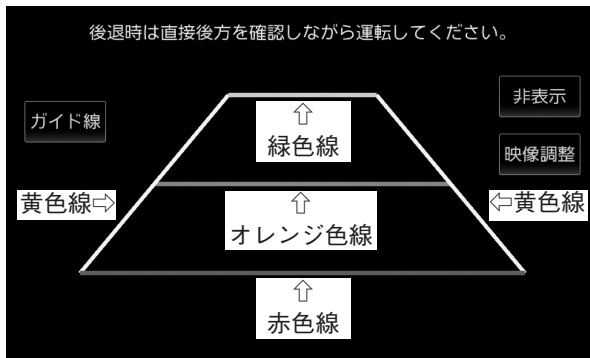 後退時は直接後方を確認しながら運転してください。
ガイド線
非表示
映像調整
⇧
緑色線
黄色線⇨
⇦黄色線
⇧
オレンジ色線
⇧
赤色線